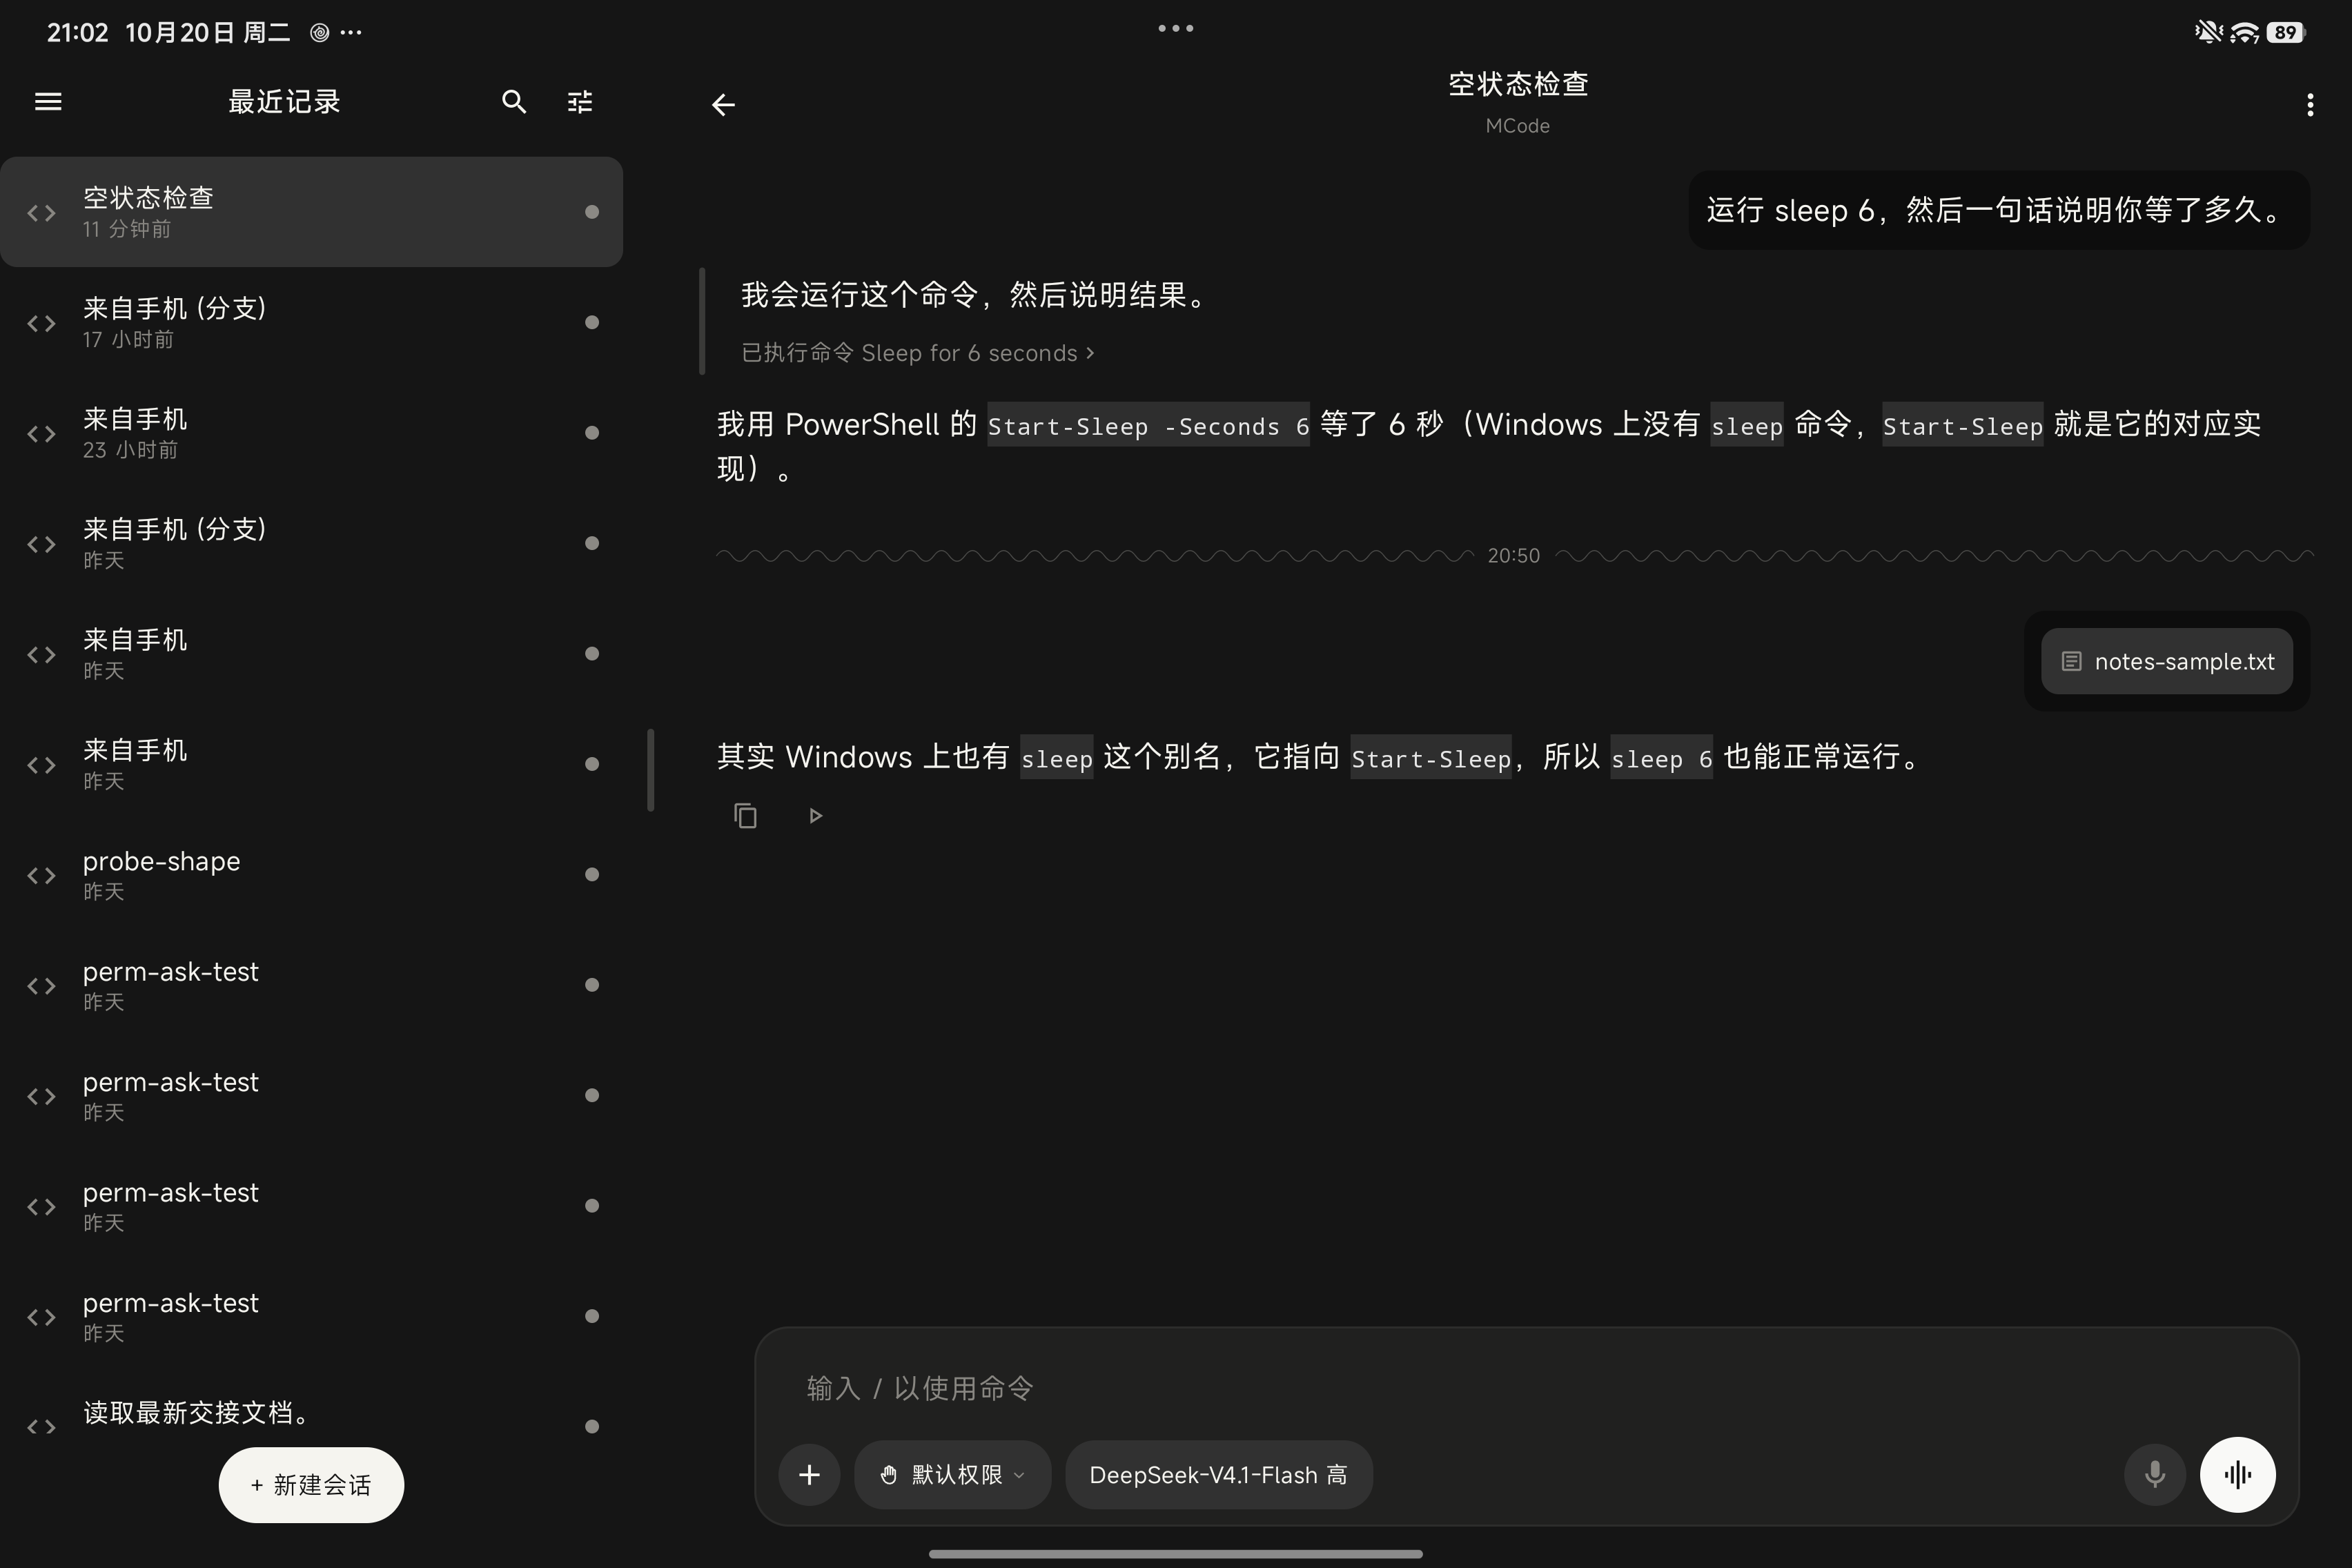 21:02 10月20日 周二
89
最近记录
空状态检查
11 分钟前
来自手机 (分支)
17 小时前
来自手机
23 小时前
来自手机 (分支)
昨天
来自手机
昨天
来自手机
昨天
probe-shape
昨天
perm-ask-test
昨天
perm-ask-test
昨天
perm-ask-test
昨天
perm-ask-test
昨天
读取最新交接文档。
+ 新建会话
空状态检查
MCode
运行 sleep 6，然后一句话说明你等了多久。
我会运行这个命令，然后说明结果。
已执行命令 Sleep for 6 seconds
我用 PowerShell 的 Start-Sleep -Seconds 6 等了 6 秒（Windows 上没有 sleep 命令，Start-Sleep 就是它的对应实
现）。
20:50
notes-sample.txt
其实 Windows 上也有 sleep 这个别名，它指向 Start-Sleep，所以 sleep 6 也能正常运行。
输入 / 以使用命令
默认权限
DeepSeek-V4.1-Flash 高